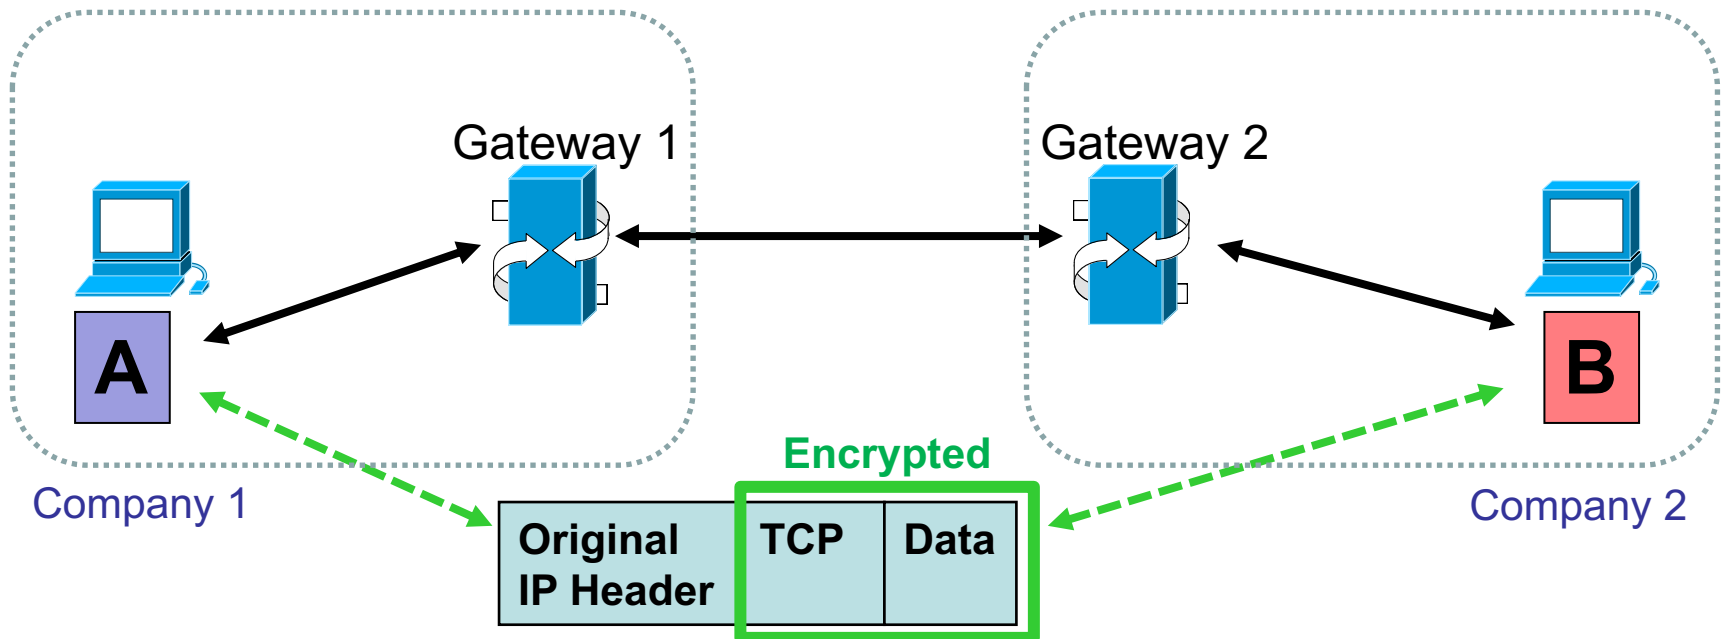 Gateway 1
Gateway 2
A
B
Company 1
Company 2
Encrypted
Original
IP Header
TCP
Data